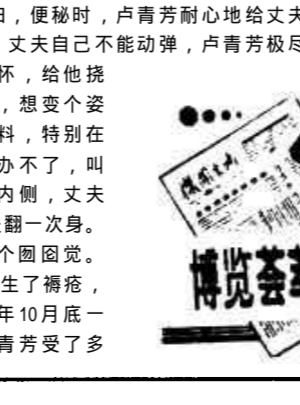 ，便秘时，卢青芳耐心地给丈夫
丈夫自己不能动弹，卢青芳极尽
怀，给他挠
，想变个姿
料，特别在
办不了，叫
内侧，丈夫
翻一次身。
个囫囵觉。
生了褥疮，
年10月底一
青芳受了多
博览荟萃